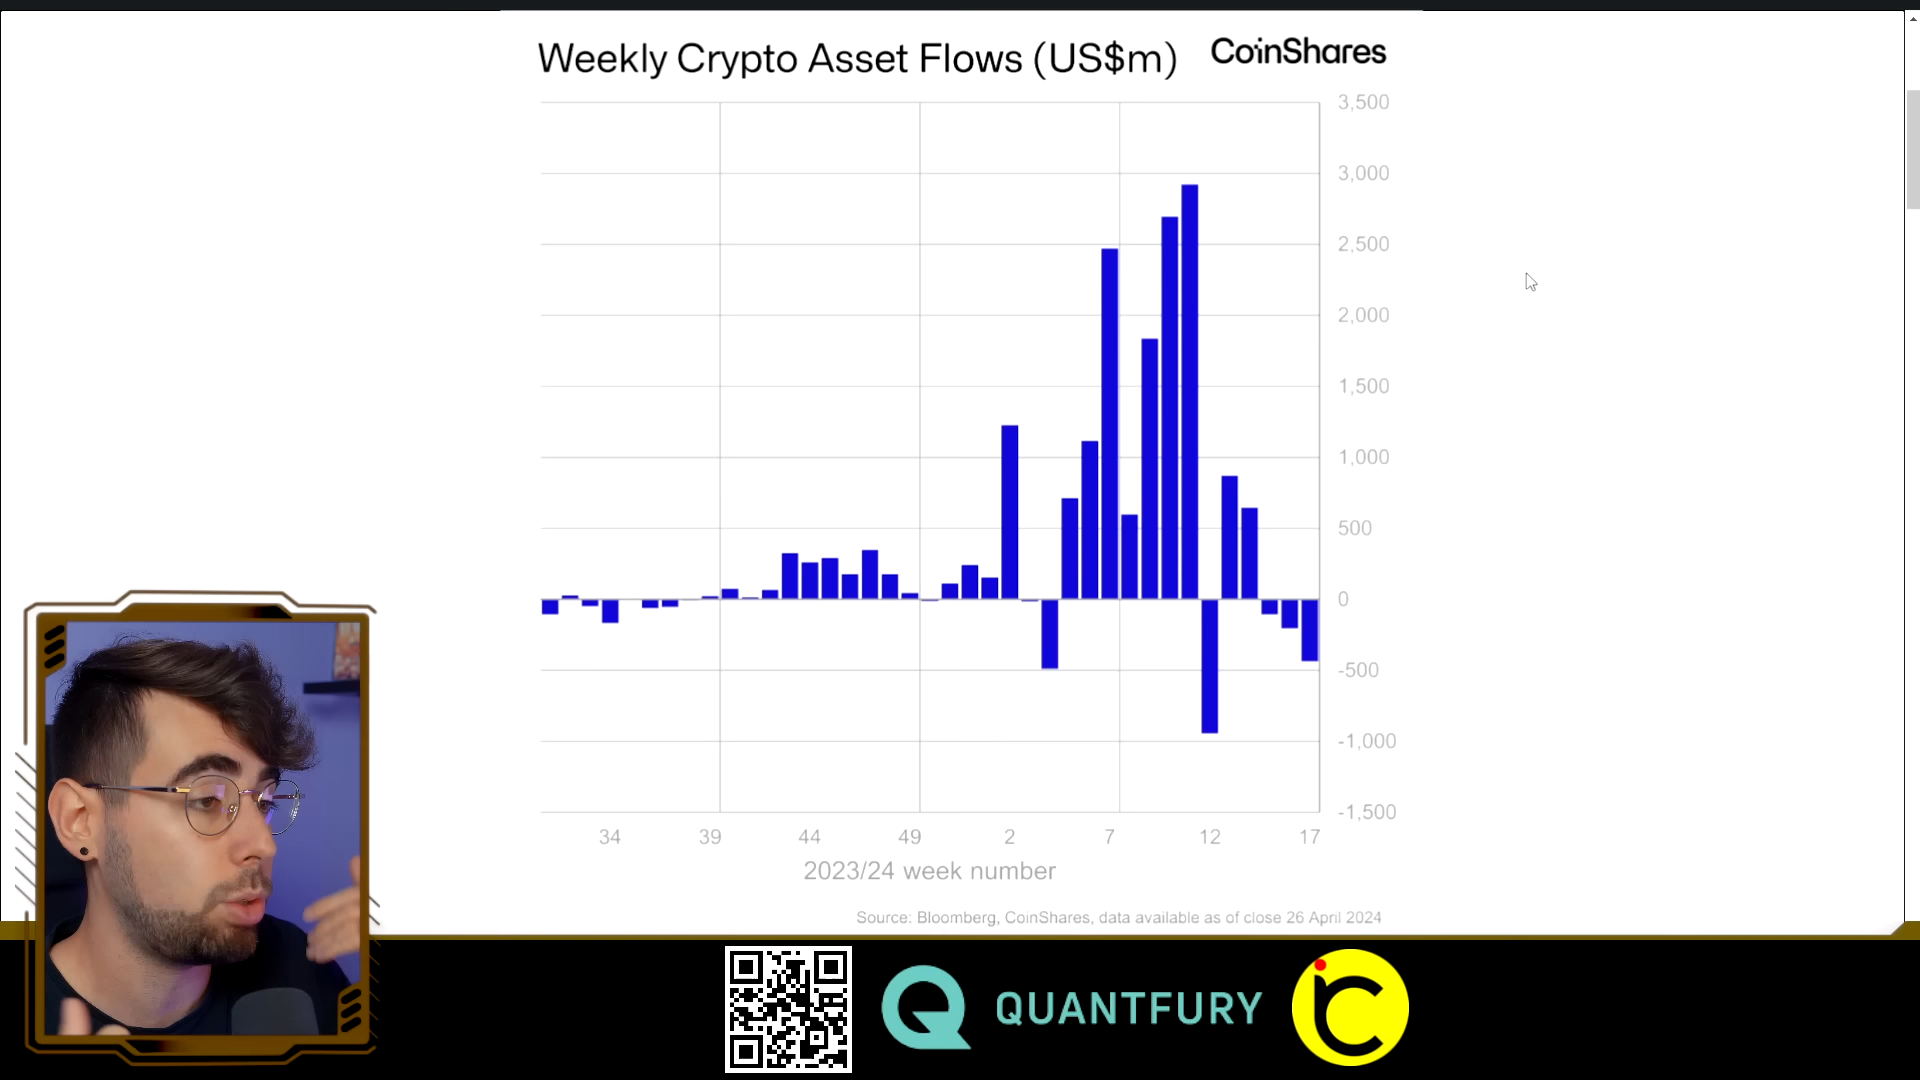 Weekly Crypto Asset Flows (US$m)
CoinShares
3,500
3,000
2,500
2,000
1,500
1,000
500
0
-500
-1,000
-1,500
34 39 44 49 2 7 12 17
2023/24 week number
Source: Bloomberg, CoinShares, data available as of close 26 April 2024
QUANTFURY